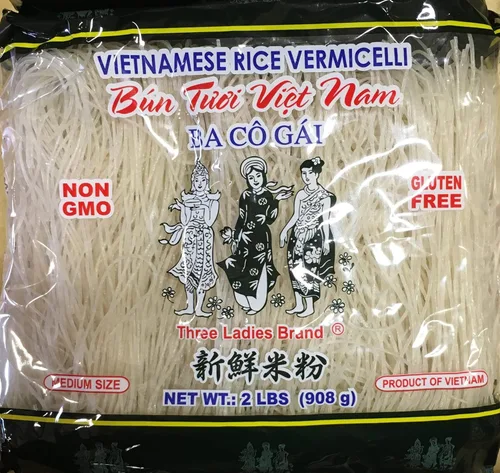 VIETNAMESE RICE VERMICELLI
Bún Tươi Việt Nam
BA CÔ GÁI
NON
GMO
GLUTEN
FREE
Three Ladies Brand ®
新鮮米粉
MEDIUM SIZE
PRODUCT OF VIETNAM
NET WT.: 2 LBS (908 g)